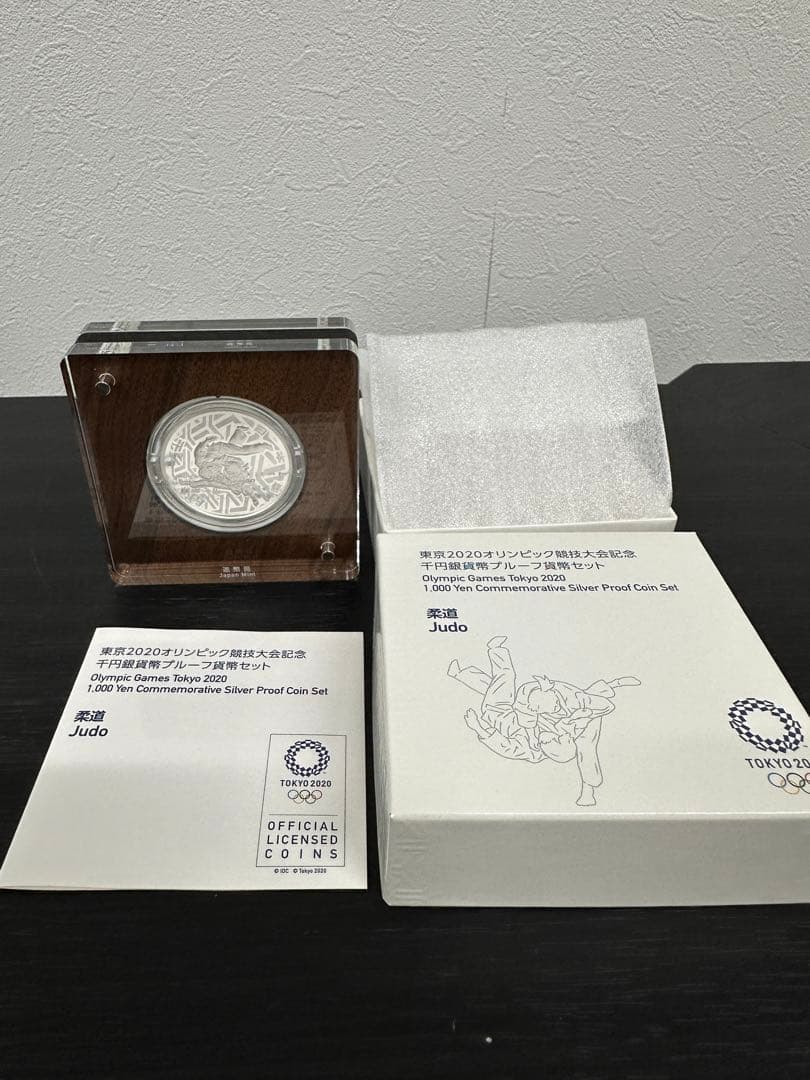 造幣局
Japan Mint
東京2020オリンピック競技大会記念
千円銀貨幣プルーフ貨幣セット
Olympic Games Tokyo 2020
1,000 Yen Commemorative Silver Proof Coin Set
柔道
Judo
TOKYO 2020
OFFICIAL
LICENSED
COINS
© IOC © Tokyo 2020
東京2020オリンピック競技大会記念
千円銀貨幣プルーフ貨幣セット
Olympic Games Tokyo 2020
1,000 Yen Commemorative Silver Proof Coin Set
柔道
Judo
TOKYO 20